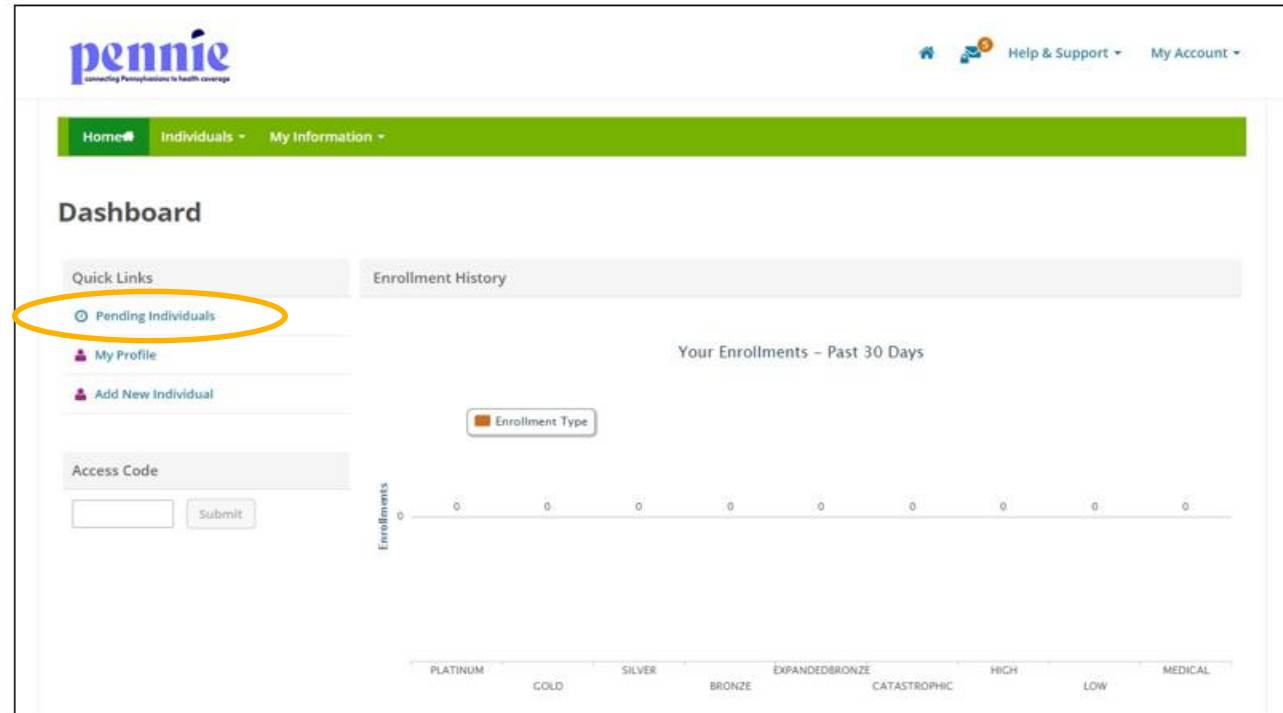 pennie
connecting Pennsylvanians to health coverage
5
Help & Support
My Account
Home
Individuals
My Information
Dashboard
Quick Links
Pending Individuals
My Profile
Add New Individual
Access Code
Submit
Enrollment History
Your Enrollments – Past 30 Days
Enrollment Type
Enrollments
0
0 0 0 0 0 0 0 0 0
PLATINUM GOLD SILVER BRONZE EXPANDEDBRONZE CATASTROPHIC HIGH LOW MEDICAL